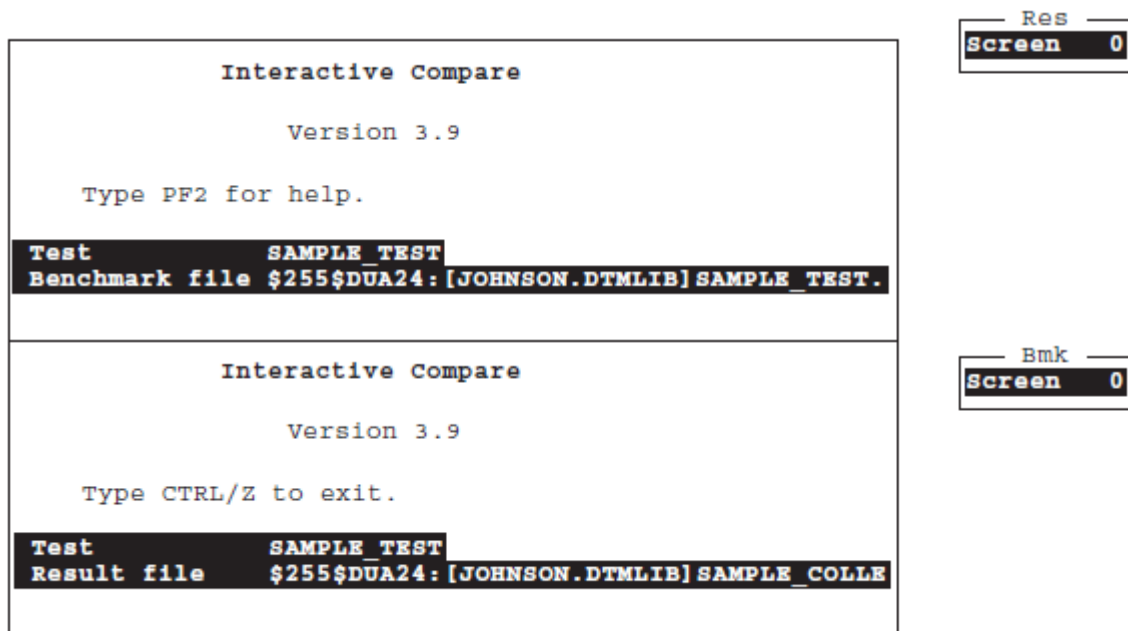 Res
Screen 0
Interactive Compare
Version 3.9
Type PF2 for help.
Test SAMPLE_TEST
Benchmark file $255$DUA24:[JOHNSON.DTMLIB]SAMPLE_TEST.
Bmk
Screen 0
Interactive Compare
Version 3.9
Type CTRL/Z to exit.
Test SAMPLE_TEST
Result file $255$DUA24:[JOHNSON.DTMLIB]SAMPLE_COLLE